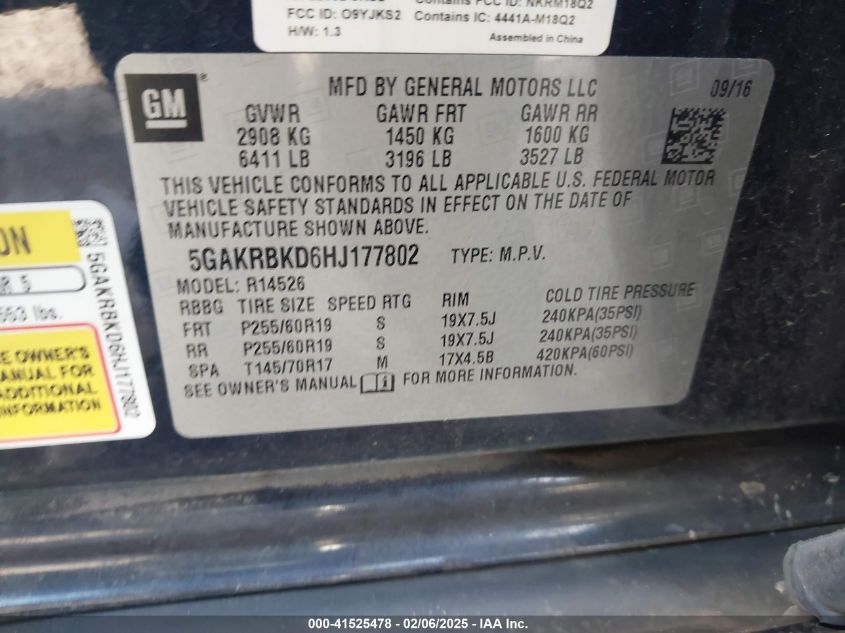 Contains FCC ID: NKRM18Q2
FCC ID: O9YJKS2 Contains IC: 4441A-M18Q2
H/W: 1.3
Assembled in China
GM ®
MFD BY GENERAL MOTORS LLC 09/16
GVWR GAWR FRT GAWR RR
2908 KG 1450 KG 1600 KG
6411 LB 3196 LB 3527 LB
THIS VEHICLE CONFORMS TO ALL APPLICABLE U.S. FEDERAL MOTOR
VEHICLE SAFETY STANDARDS IN EFFECT ON THE DATE OF
MANUFACTURE SHOWN ABOVE.
5GAKRBKD6HJ177802 TYPE: M.P.V.
MODEL: R14526
RBBG TIRE SIZE SPEED RTG RIM COLD TIRE PRESSURE
FRT P255/60R19 S 19X7.5J 240KPA(35PSI)
RR P255/60R19 S 19X7.5J 240KPA(35PSI)
SPA T145/70R17 M 17X4.5B 420KPA(60PSI)
SEE OWNER'S MANUAL FOR MORE INFORMATION.
ON
R 5
553 lbs.
E OWNER'S
ANUAL FOR
ADDITIONAL
INFORMATION
5GAKRBKD6HJ177802
000-41525478 - 02/06/2025 - IAA Inc.